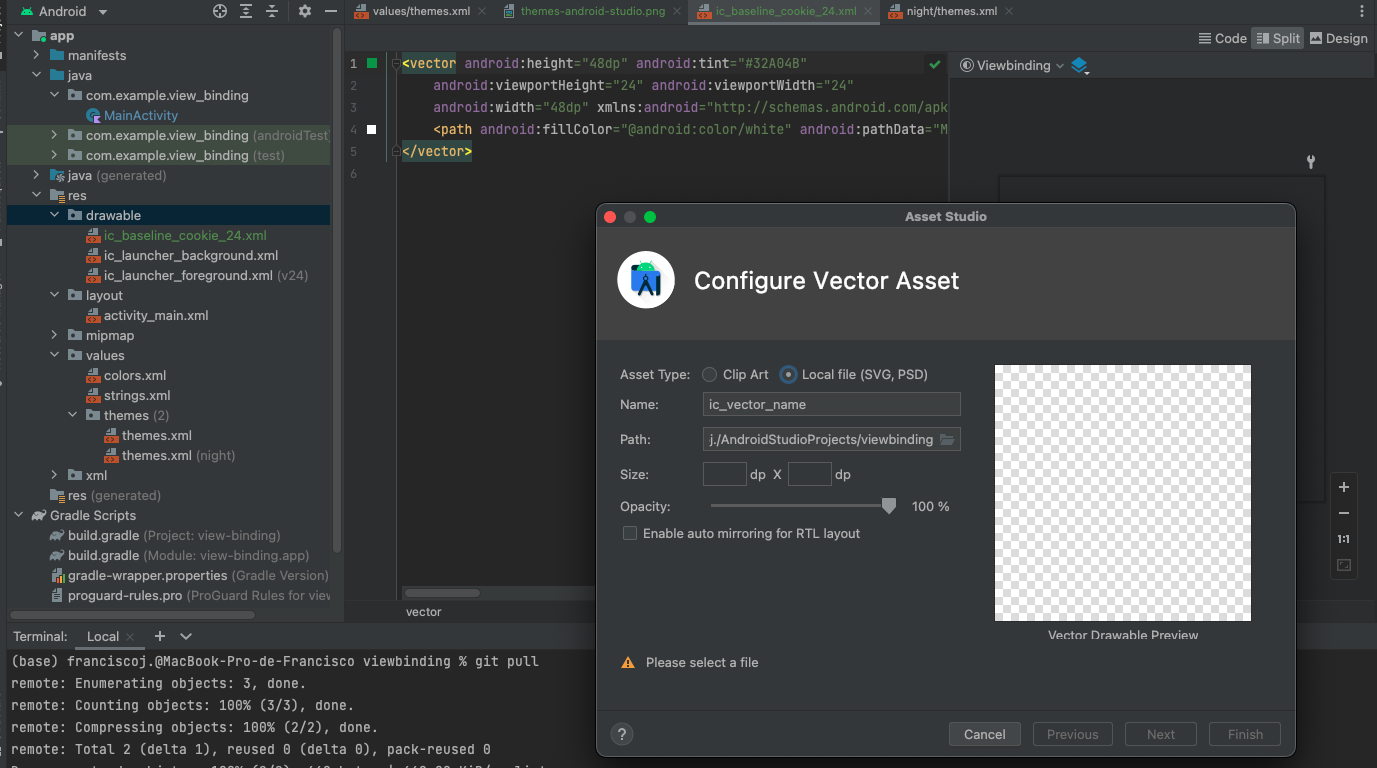 Android
values/themes.xml
themes-android-studio.png
ic_baseline_cookie_24.xml
night/themes.xml
Code
Split
Design
app
manifests
java
com.example.view_binding
MainActivity
com.example.view_binding (androidTest
com.example.view_binding (test)
java (generated)
res
drawable
ic_baseline_cookie_24.xml
ic_launcher_background.xml
ic_launcher_foreground.xml (v24)
layout
activity_main.xml
mipmap
values
colors.xml
strings.xml
themes (2)
themes.xml
themes.xml (night)
xml
res (generated)
Gradle Scripts
build.gradle (Project: view-binding)
build.gradle (Module: view-binding.app)
gradle-wrapper.properties (Gradle Version)
proguard-rules.pro (ProGuard Rules for view
1 <vector android:height="48dp" android:tint="#32A04B"
2 android:viewportHeight="24" android:viewportWidth="24"
3 android:width="48dp" xmlns:android="http://schemas.android.com/apk
4 <path android:fillColor="@android:color/white" android:pathData="M
5 </vector>
6
vector
Viewbinding
1:1
Asset Studio
Configure Vector Asset
Asset Type: Clip Art Local file (SVG, PSD)
Name: ic_vector_name
Path: j./AndroidStudioProjects/viewbinding
Size: dp X dp
Opacity: 100 %
Enable auto mirroring for RTL layout
Vector Drawable Preview
Please select a file
?
Cancel
Previous
Next
Finish
Terminal: Local
(base) franciscoj.@MacBook-Pro-de-Francisco viewbinding % git pull
remote: Enumerating objects: 3, done.
remote: Counting objects: 100% (3/3), done.
remote: Compressing objects: 100% (2/2), done.
remote: Total 2 (delta 1), reused 0 (delta 0), pack-reused 0